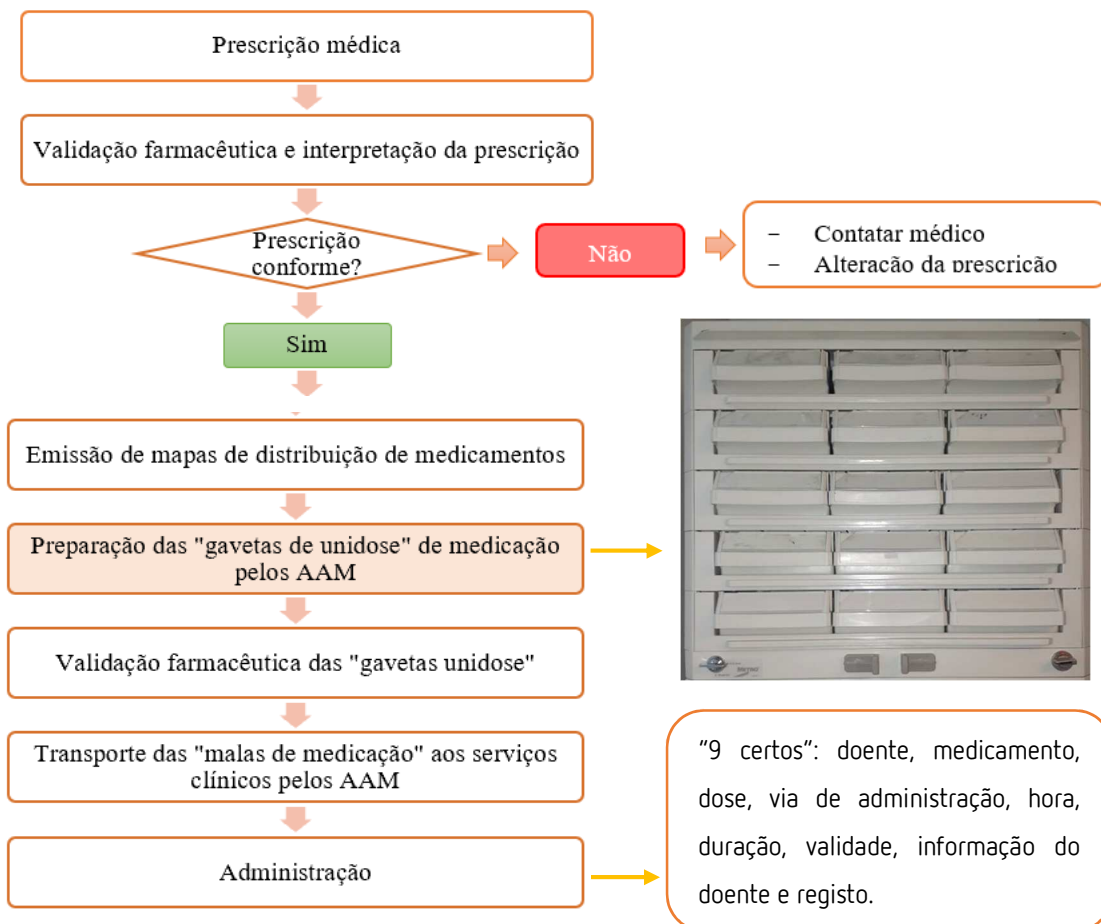 Prescrição médica
Validação farmacêutica e interpretação da prescrição
Prescrição
conforme?
Não
– Contatar médico
– Alteração da prescrição
Sim
Emissão de mapas de distribuição de medicamentos
Preparação das "gavetas de unidose" de medicação
pelos AAM
Validação farmacêutica das "gavetas unidose"
Transporte das "malas de medicação" aos serviços
clínicos pelos AAM
Administração
“9 certos”: doente, medicamento,
dose, via de administração, hora,
duração, validade, informação do
doente e registo.